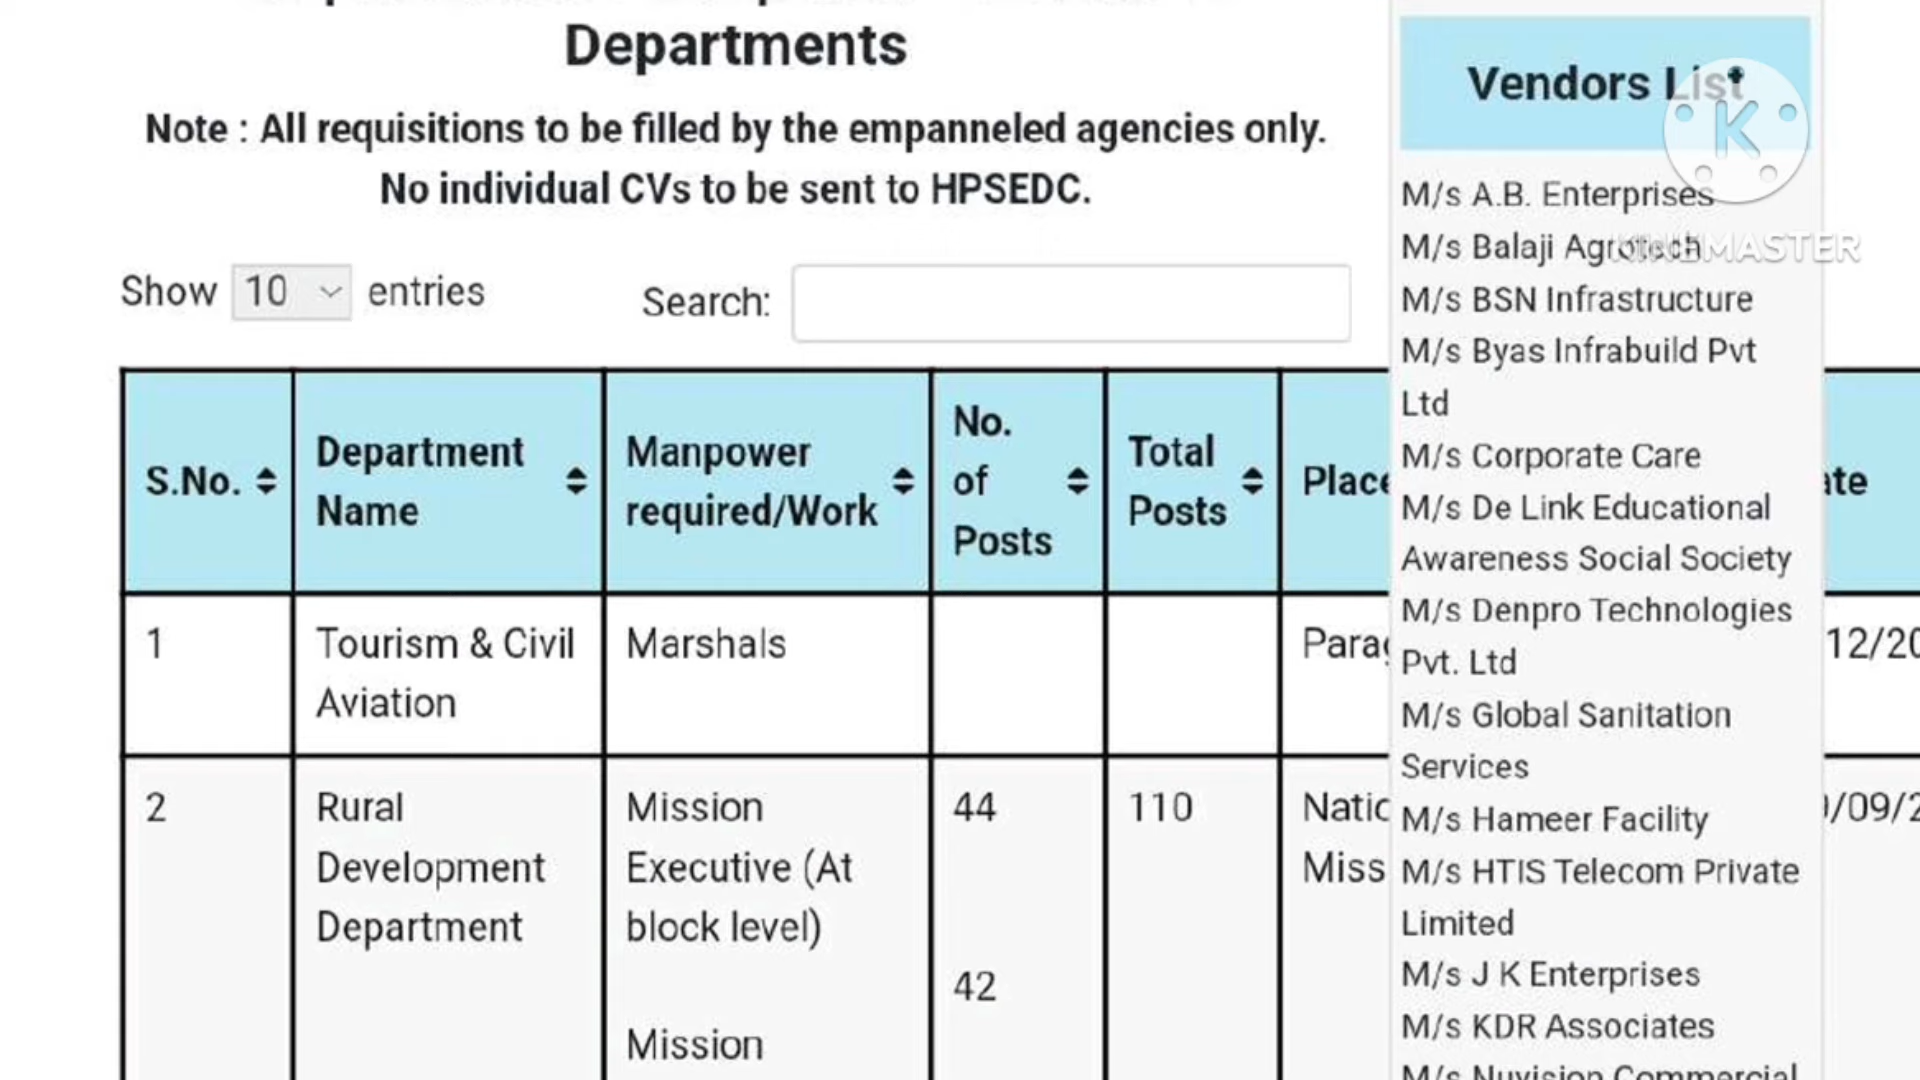 Departments
Note : All requisitions to be filled by the empanneled agencies only.
No individual CVs to be sent to HPSEDC.
Show 10 entries
Search:
S.No.
Department
Name
Manpower
required/Work
No.
of
Posts
Total
Posts
1
Tourism & Civil
Aviation
Marshals
2
Rural
Development
Department
Mission
Executive (At
block level)
Mission
44
42
110
Vendors List
M/s A.B. Enterprises
M/s Balaji Agrotech
M/s BSN Infrastructure
M/s Byas Infrabuild Pvt
Ltd
M/s Corporate Care
M/s De Link Educational
Awareness Social Society
M/s Denpro Technologies
Pvt. Ltd
M/s Global Sanitation
Services
M/s Hameer Facility
M/s HTIS Telecom Private
Limited
M/s J K Enterprises
M/s KDR Associates
M/s Nuvision Commercial
K
KINEMASTER